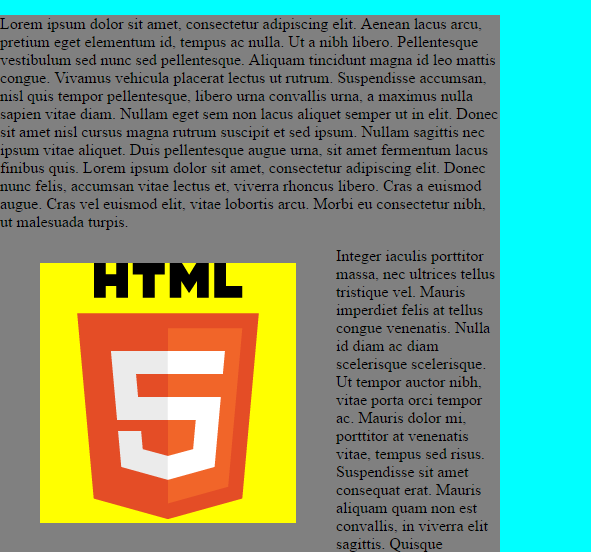 Lorem ipsum dolor sit amet, consectetur adipiscing elit. Aenean lacus arcu,
pretium eget elementum id, tempus ac nulla. Ut a nibh libero. Pellentesque
vestibulum sed nunc sed pellentesque. Aliquam tincidunt magna id leo mattis
congue. Vivamus vehicula placerat lectus ut rutrum. Suspendisse accumsan,
nisl quis tempor pellentesque, libero urna convallis urna, a maximus nulla
sapien vitae diam. Nullam eget sem non lacus aliquet semper ut in elit. Donec
sit amet nisl cursus magna rutrum suscipit et sed ipsum. Nullam sagittis nec
ipsum vitae aliquet. Duis pellentesque augue urna, sit amet fermentum lacus
finibus quis. Lorem ipsum dolor sit amet, consectetur adipiscing elit. Donec
nunc felis, accumsan vitae lectus et, viverra rhoncus libero. Cras a euismod
augue. Cras vel euismod elit, vitae lobortis arcu. Morbi eu consectetur nibh,
ut malesuada turpis.
HTML
5
Integer iaculis porttitor
massa, nec ultrices tellus
tristique vel. Mauris
imperdiet felis at tellus
congue venenatis. Nulla
id diam ac diam
scelerisque scelerisque.
Ut tempor auctor nibh,
vitae porta orci tempor
ac. Mauris dolor mi,
porttitor at venenatis
vitae, tempus sed risus.
Suspendisse sit amet
consequat erat. Mauris
aliquam quam non est
convallis, in viverra elit
sagittis. Quisque